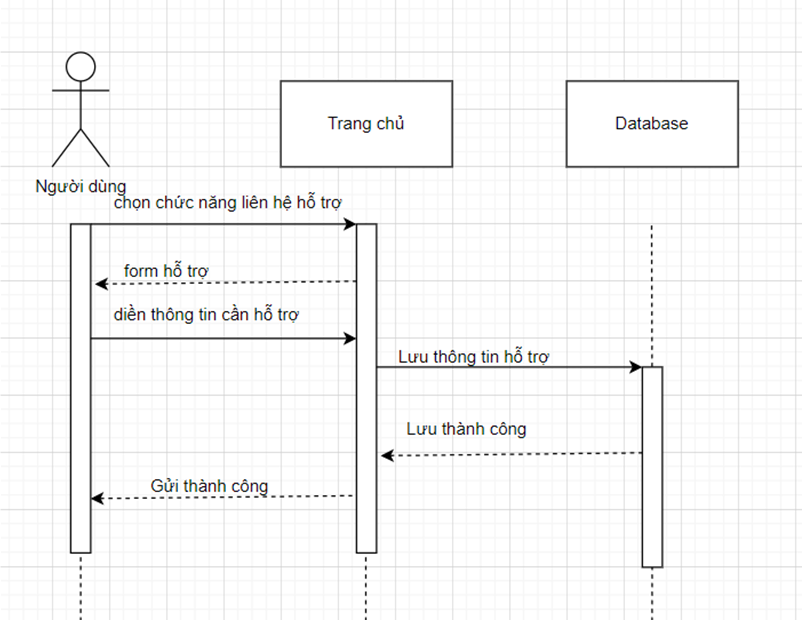 Trang chủ
Database
Người dùng
chọn chức năng liên hệ hỗ trợ
form hỗ trợ
diền thông tin cần hỗ trợ
Lưu thông tin hỗ trợ
Lưu thành công
Gửi thành công